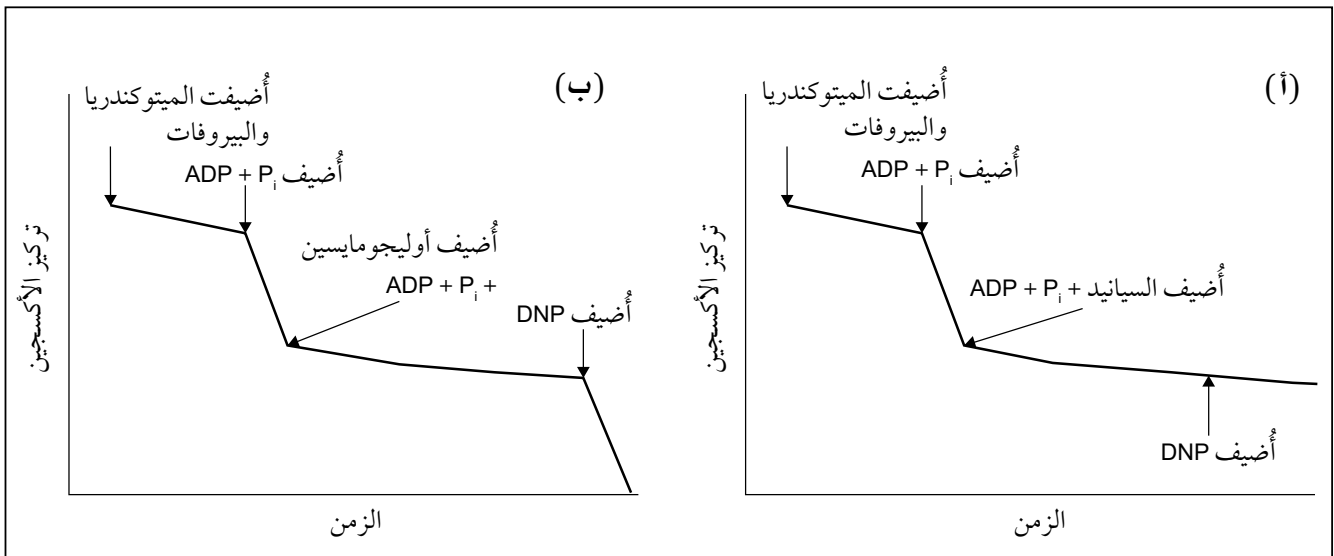 (أ)
أُضيفت الميتوكندريا
والبيروفات
أُضيف ADP + Pi
أُضيف السيانيد + ADP + Pi
أُضيف DNP
تركيز الأكسجين
الزمن
(ب)
أُضيفت الميتوكندريا
والبيروفات
أُضيف ADP + Pi
أُضيف أوليجومايسين
+ ADP + Pi
أُضيف DNP
تركيز الأكسجين
الزمن